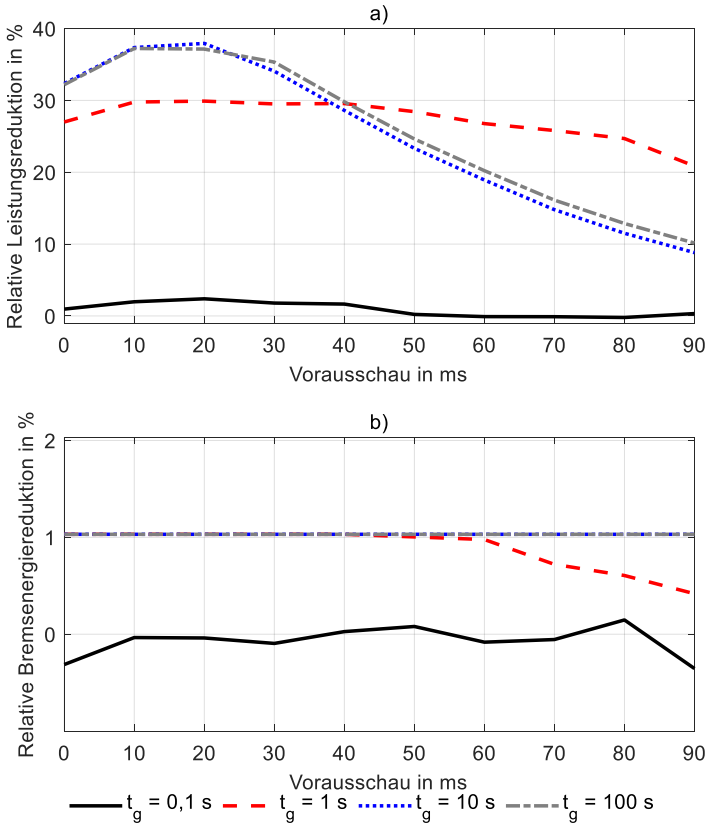 a)
Relative Leistungsreduktion in %
40
30
20
10
0
0 10 20 30 40 50 60 70 80 90
Vorausschau in ms
b)
Relative Bremsenergiereduktion in %
2
1
0
0 10 20 30 40 50 60 70 80 90
Vorausschau in ms
t_g = 0,1 s t_g = 1 s t_g = 10 s t_g = 100 s